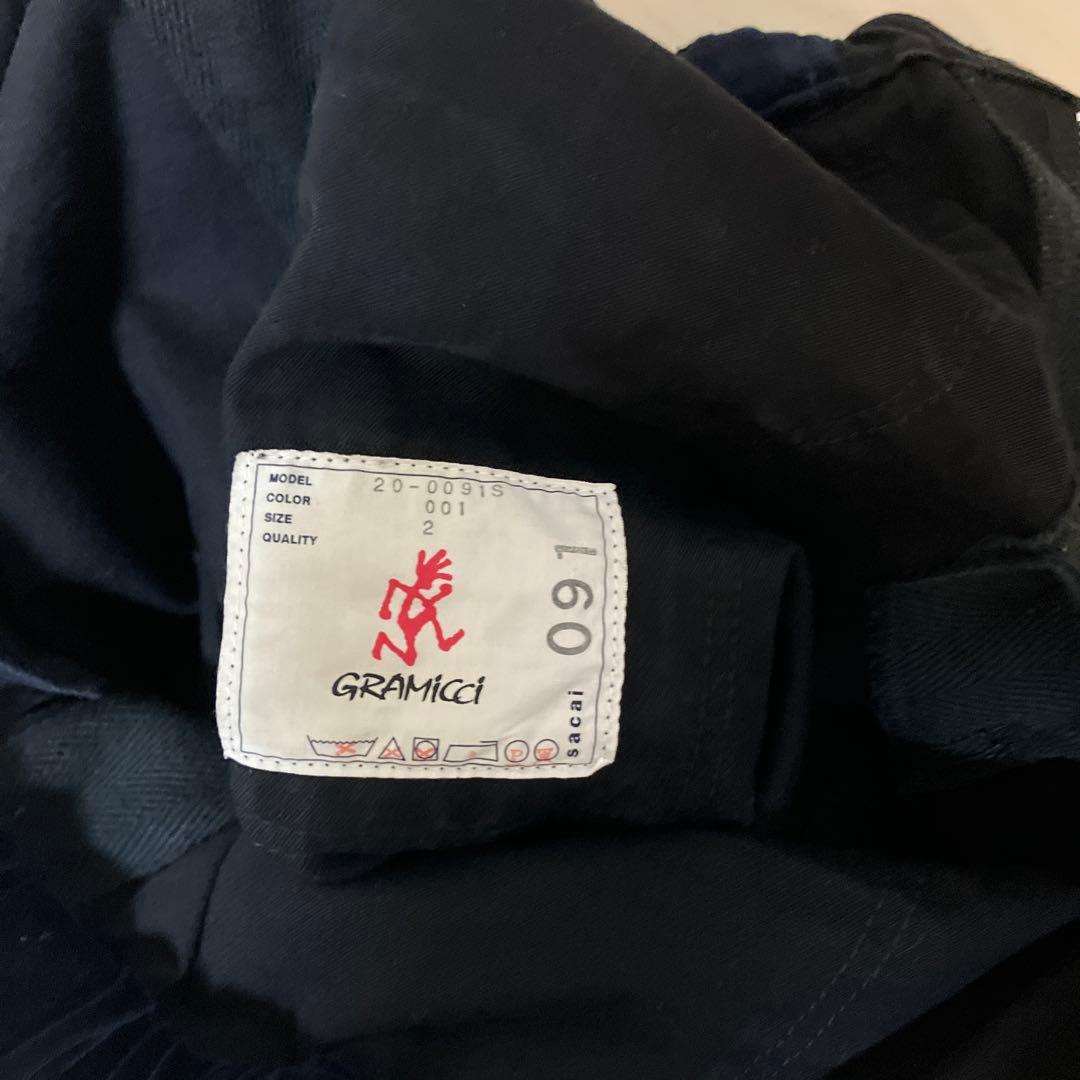 MODEL 20-0091S
COLOR 001
SIZE 2
QUALITY
GRAMICCI
091
sacai
P
W